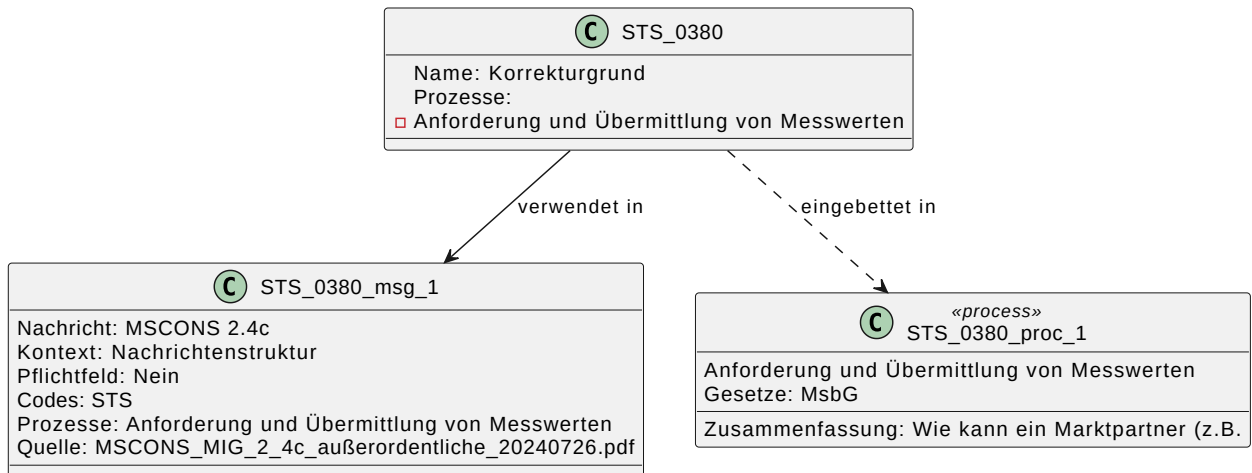 C STS_0380
Name: Korrekturgrund
Prozesse:
Anforderung und Übermittlung von Messwerten
verwendet in
eingebettet in
C STS_0380_msg_1
Nachricht: MSCONS 2.4c
Kontext: Nachrichtenstruktur
Pflichtfeld: Nein
Codes: STS
Prozesse: Anforderung und Übermittlung von Messwerten
Quelle: MSCONS_MIG_2_4c_außerordentliche_20240726.pdf
«process»
C STS_0380_proc_1
Anforderung und Übermittlung von Messwerten
Gesetze: MsbG
Zusammenfassung: Wie kann ein Marktpartner (z.B.